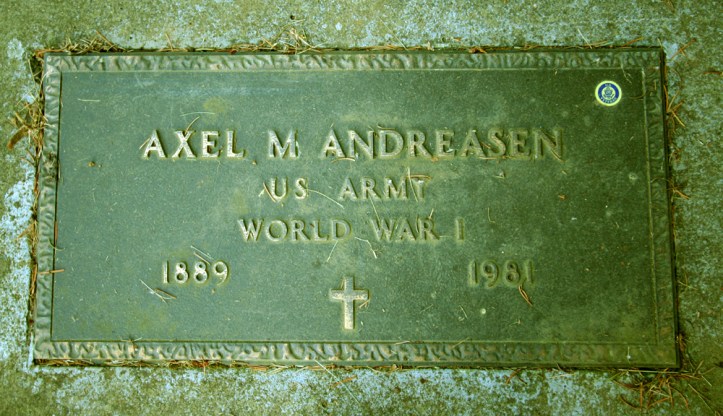 AXEL M ANDREASEN
US ARMY
WORLD WAR I
1889 1981